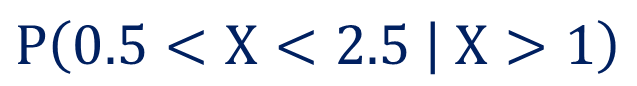 P(0.5 < X < 2.5 | X > 1)